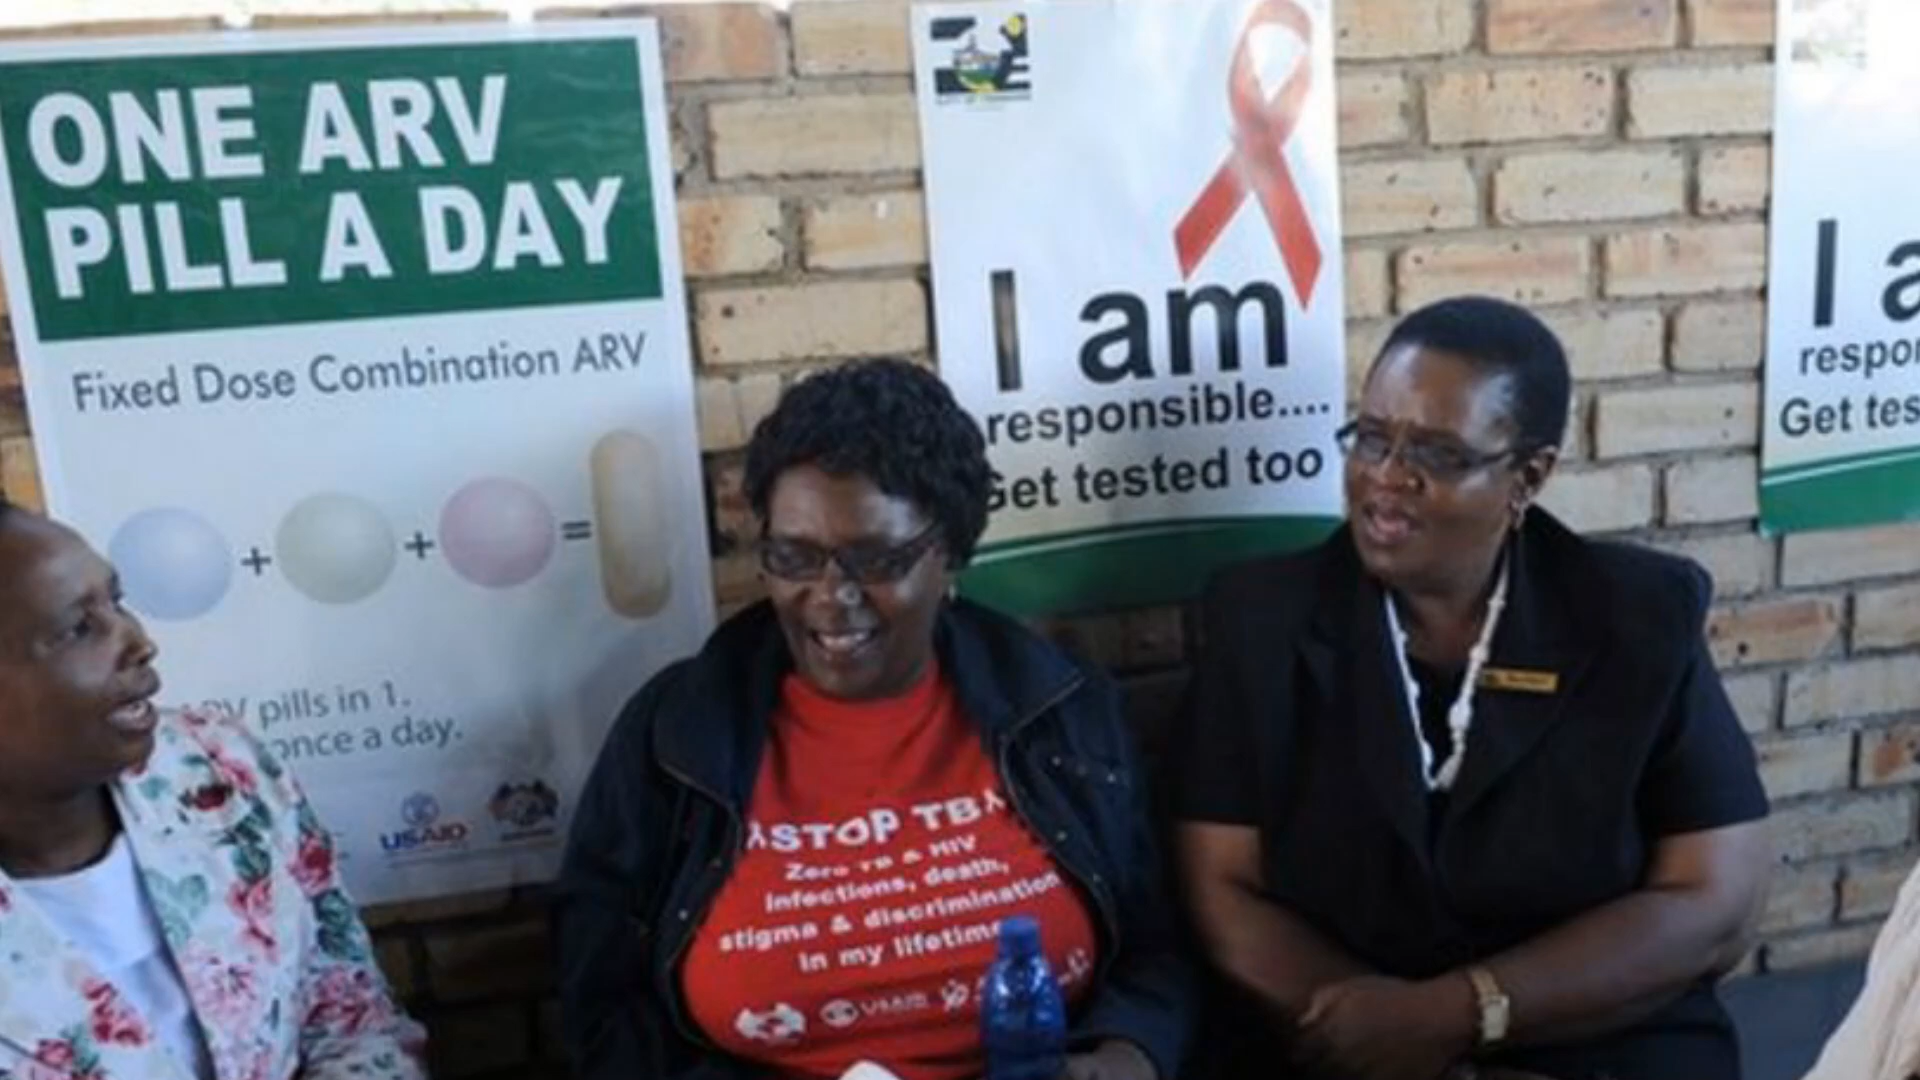 ONE ARV
PILL A DAY
Fixed Dose Combination ARV
+ + =
pills in 1.
once a day.
USAID
I am
responsible....
Get tested too
I a
respon
Get tes
STOP TB
Zero TB & HIV
infections, death,
stigma & discrimination
in my lifetime
USAID